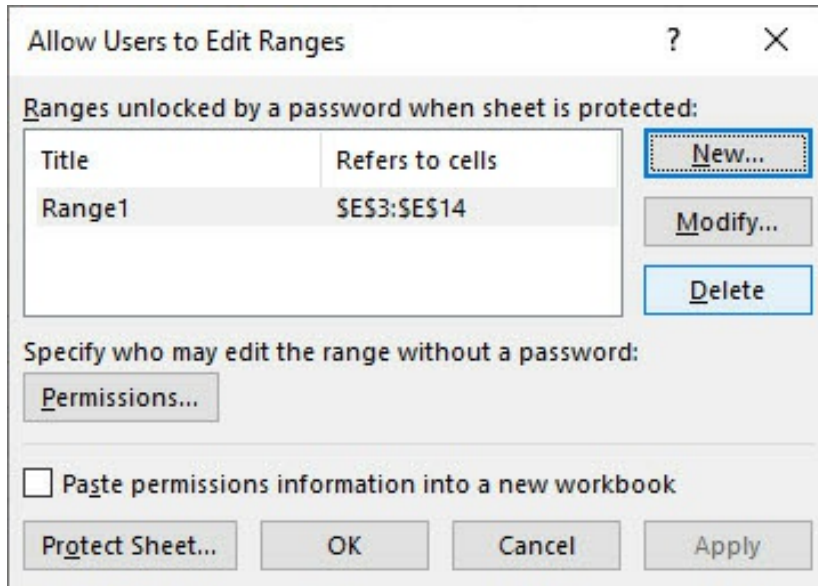 Allow Users to Edit Ranges ?
Ranges unlocked by a password when sheet is protected:
Title Refers to cells New...
Range1 $E$3:$E$14 Modify...
Delete
Specify who may edit the range without a password:
Permissions...
Paste permissions information into a new workbook
Protect Sheet... OK Cancel Apply